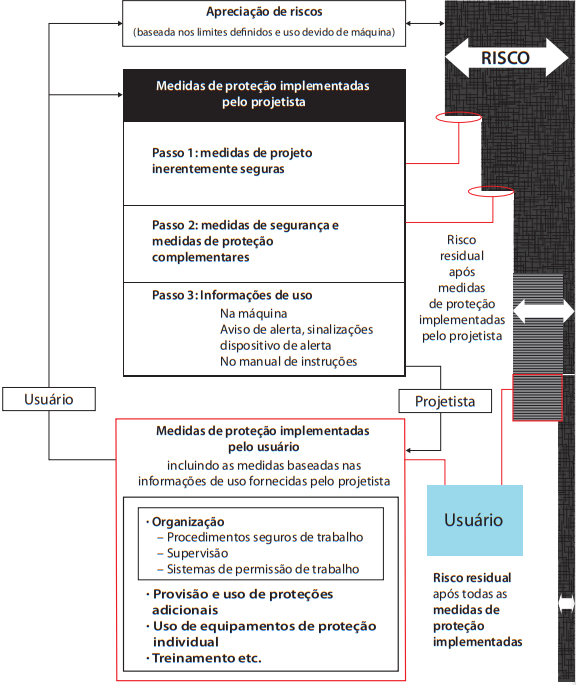 Apreciação de riscos
(baseada nos limites definidos e uso devido de máquina)
RISCO
Medidas de proteção implementadas
pelo projetista
Passo 1: medidas de projeto
inerentemente seguras
Passo 2: medidas de segurança e
medidas de proteção
complementares
Passo 3: Informações de uso
Na máquina
Aviso de alerta, sinalizações
dispositivo de alerta
No manual de instruções
Risco
residual
após
medidas
de proteção
implementadas
pelo projetista
Usuário
Projetista
Medidas de proteção implementadas
pelo usuário
incluindo as medidas baseadas nas
informações de uso fornecidas pelo projetista
· Organização
– Procedimentos seguros de trabalho
– Supervisão
– Sistemas de permissão de trabalho
· Provisão e uso de proteções
adicionais
· Uso de equipamentos de proteção
individual
· Treinamento etc.
Usuário
Risco residual
após todas as
medidas de
proteção
implementadas